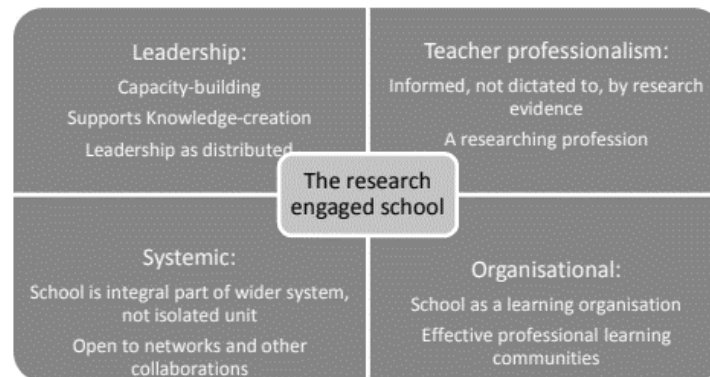 Leadership:
Capacity-building
Supports Knowledge-creation
Leadership as distributed
Teacher professionalism:
Informed, not dictated to, by research
evidence
A researching profession
The research
engaged school
Systemic:
School is integral part of wider system,
not isolated unit
Open to networks and other
collaborations
Organisational:
School as a learning organisation
Effective professional learning
communities